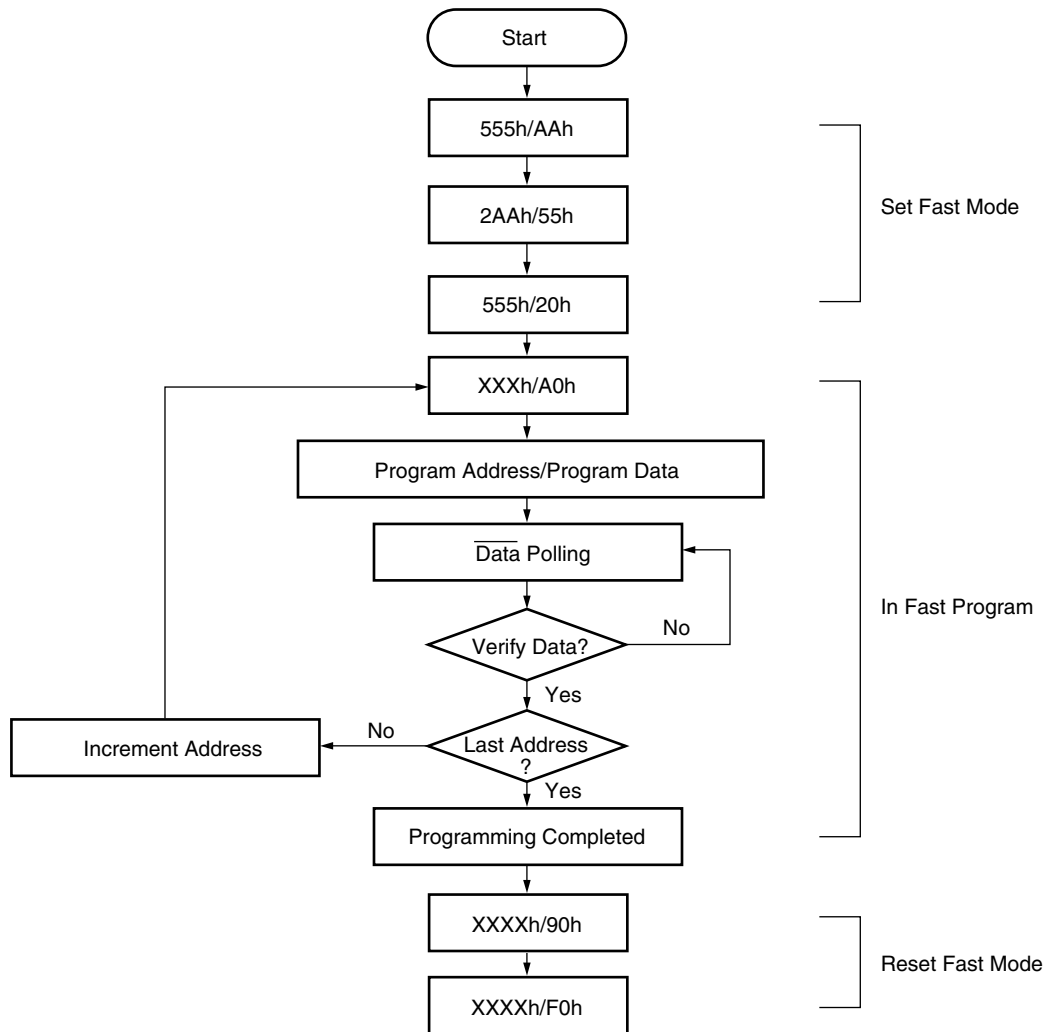 Start
555h/AAh
2AAh/55h
Set Fast Mode
555h/20h
XXXh/A0h
Program Address/Program Data
Data Polling
In Fast Program
Verify Data?
No
Yes
Increment Address
No
Last Address
?
Yes
Programming Completed
XXXXh/90h
Reset Fast Mode
XXXXh/F0h